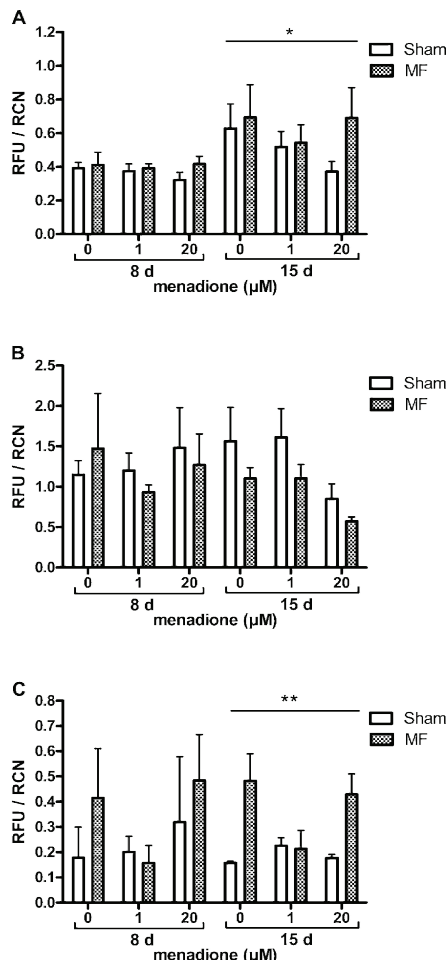 A
*
Sham
MF
RFU / RCN
1.2
1.0
0.8
0.6
0.4
0.2
0.0
0 1 20 0 1 20
8 d 15 d
menadione (µM)
B
Sham
MF
RFU / RCN
2.5
2.0
1.5
1.0
0.5
0.0
0 1 20 0 1 20
8 d 15 d
menadione (µM)
C
**
Sham
MF
RFU / RCN
0.8
0.7
0.6
0.5
0.4
0.3
0.2
0.1
0.0
0 1 20 0 1 20
8 d 15 d
menadione (µM)